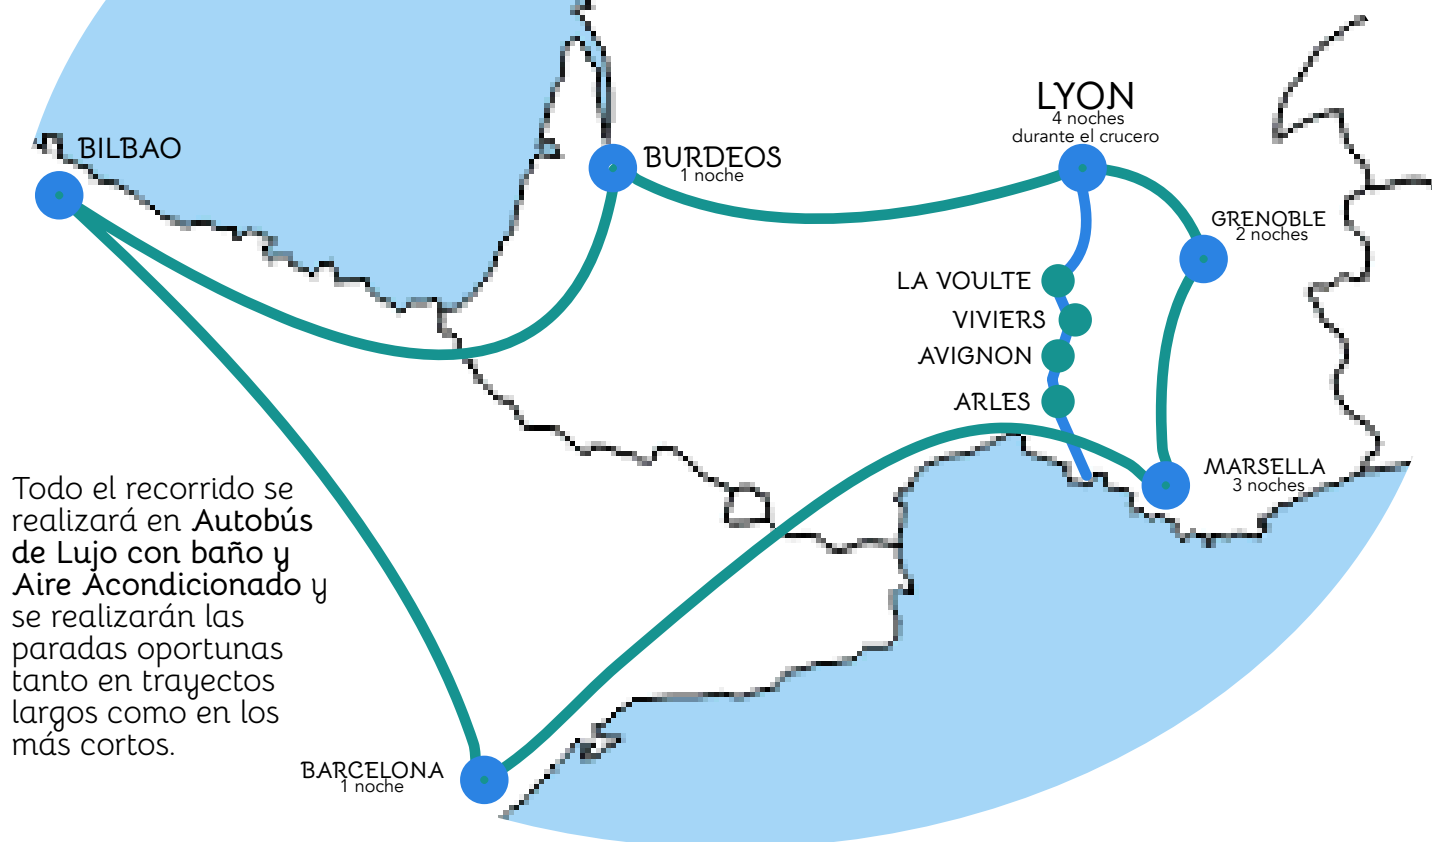 BILBAO
BURDEOS
1 noche
LYON
4 noches
durante el crucero
GRENOBLE
2 noches
LA VOULTE
VIVIERS
AVIGNON
ARLES
MARSELLA
3 noches
Todo el recorrido se
realizará en Autobús
de Lujo con baño y
Aire Acondicionado y
se realizarán las
paradas oportunas
tanto en trayectos
largos como en los
más cortos.
BARCELONA
1 noche